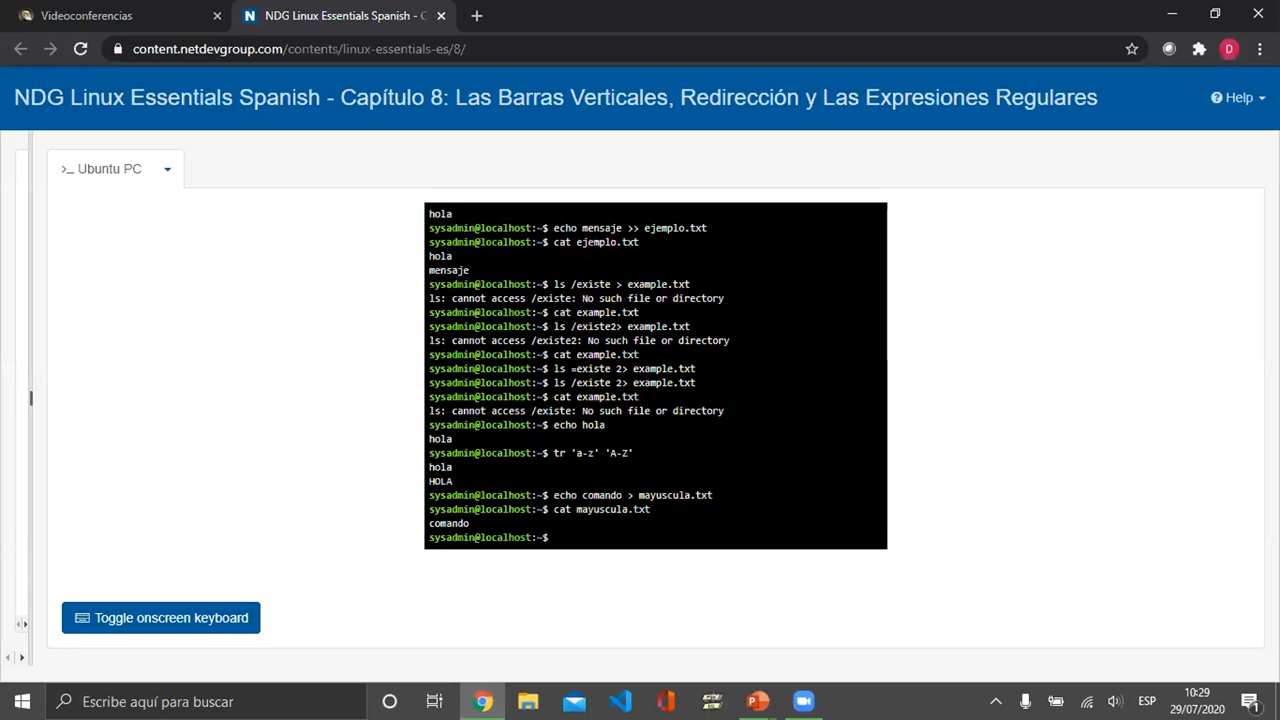 Videoconferencias
NDG Linux Essentials Spanish - C
content.netdevgroup.com/contents/linux-essentials-es/8/
D
NDG Linux Essentials Spanish - Capítulo 8: Las Barras Verticales, Redirección y Las Expresiones Regulares
Help
>_ Ubuntu PC
hola
sysadmin@localhost:~$ echo mensaje >> ejemplo.txt
sysadmin@localhost:~$ cat ejemplo.txt
hola
mensaje
sysadmin@localhost:~$ ls /existe > example.txt
ls: cannot access /existe: No such file or directory
sysadmin@localhost:~$ cat example.txt
sysadmin@localhost:~$ ls /existe2> example.txt
ls: cannot access /existe2: No such file or directory
sysadmin@localhost:~$ cat example.txt
sysadmin@localhost:~$ ls =existe 2> example.txt
sysadmin@localhost:~$ ls /existe 2> example.txt
sysadmin@localhost:~$ cat example.txt
ls: cannot access /existe: No such file or directory
sysadmin@localhost:~$ echo hola
hola
sysadmin@localhost:~$ tr 'a-z' 'A-Z'
hola
HOLA
sysadmin@localhost:~$ echo comando > mayuscula.txt
sysadmin@localhost:~$ cat mayuscula.txt
comando
sysadmin@localhost:~$
Toggle onscreen keyboard
Escribe aquí para buscar
ESP
10:29
29/07/2020
1